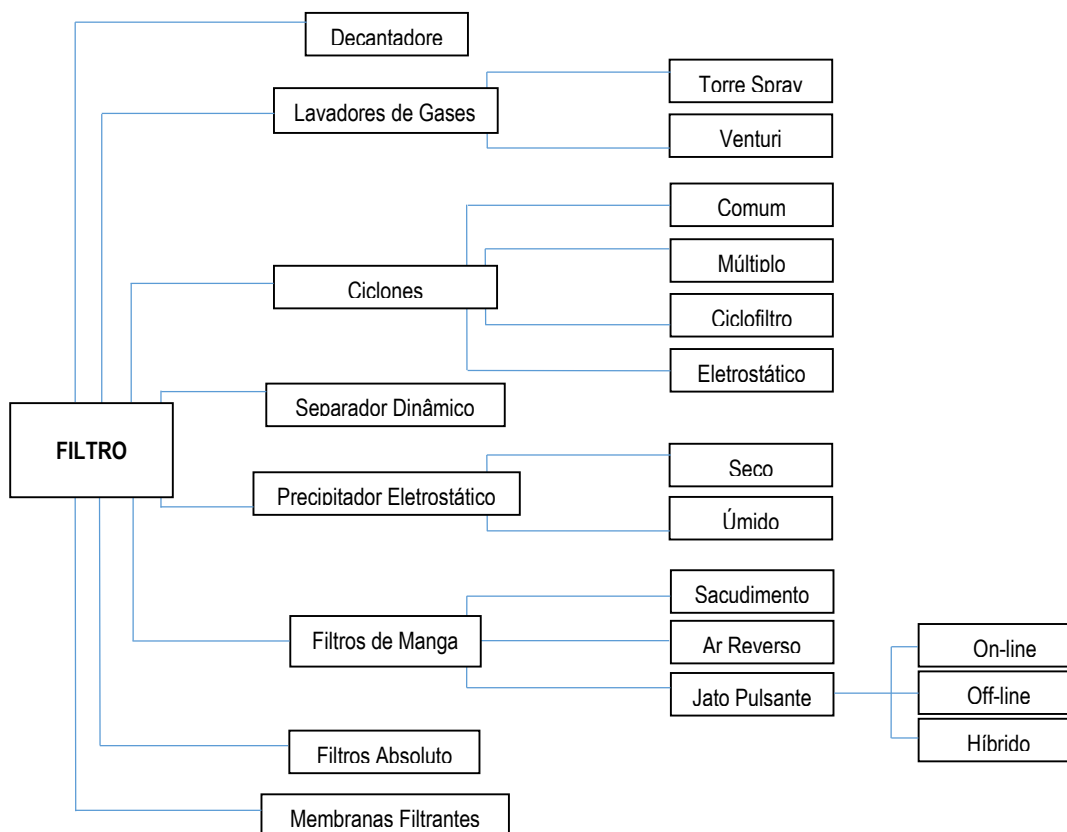 Decantadore
Lavadores de Gases
Torre Spray
Venturi
Comum
Múltiplo
Ciclones
Ciclofiltro
Eletrostático
Separador Dinâmico
FILTRO
Precipitador Eletrostático
Seco
Úmido
Sacudimento
Filtros de Manga
Ar Reverso
Jato Pulsante
On-line
Off-line
Híbrido
Filtros Absoluto
Membranas Filtrantes